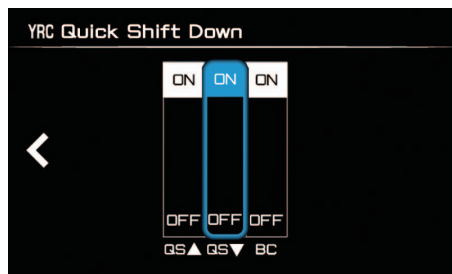 YRC Quick Shift Down
ON ON ON
OFF OFF OFF
QS▲ QS▼ BC